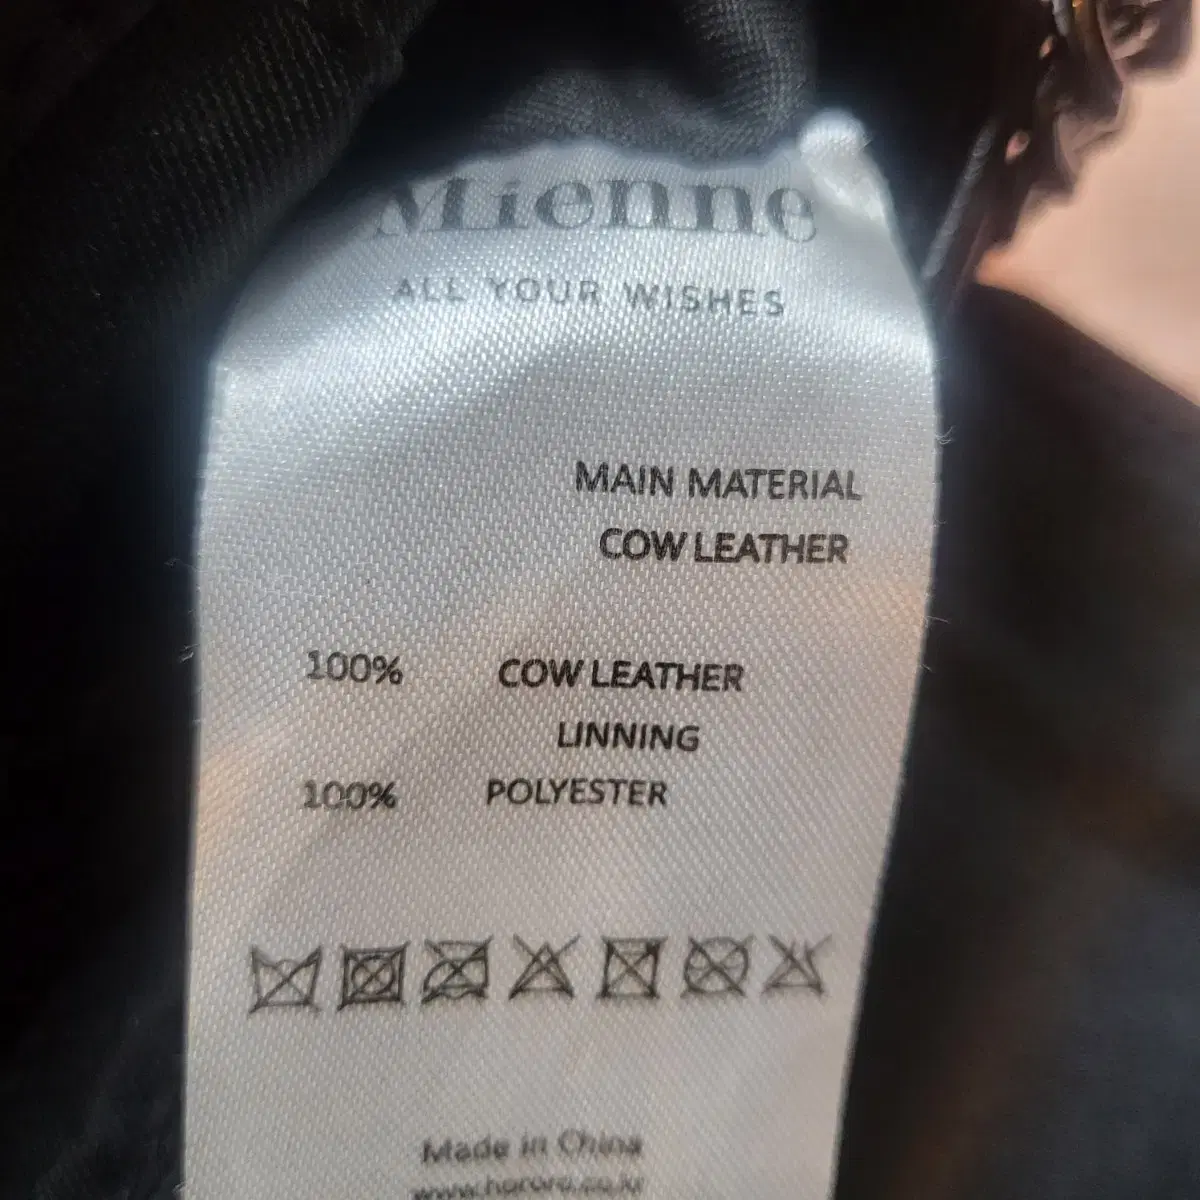 Mienne
ALL YOUR WISHES
MAIN MATERIAL
COW LEATHER
100% COW LEATHER
LINNING
100% POLYESTER
Made in China